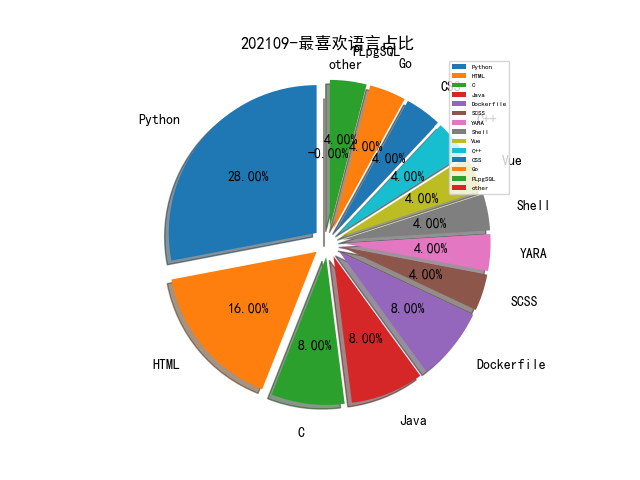 202109-最喜欢语言占比
PLpgSQL
other
Go
Python
HTML
C
Java
Dockerfile
SCSS
YARA
Shell
Vue
C++
CSS
Go
PLpgSQL
other
CSS
C++
Vue
Shell
YARA
SCSS
Dockerfile
Java
C
HTML
Python
28.00%
16.00%
8.00%
8.00%
8.00%
4.00%
4.00%
4.00%
4.00%
4.00%
4.00%
4.00%
4.00%
-0.00%